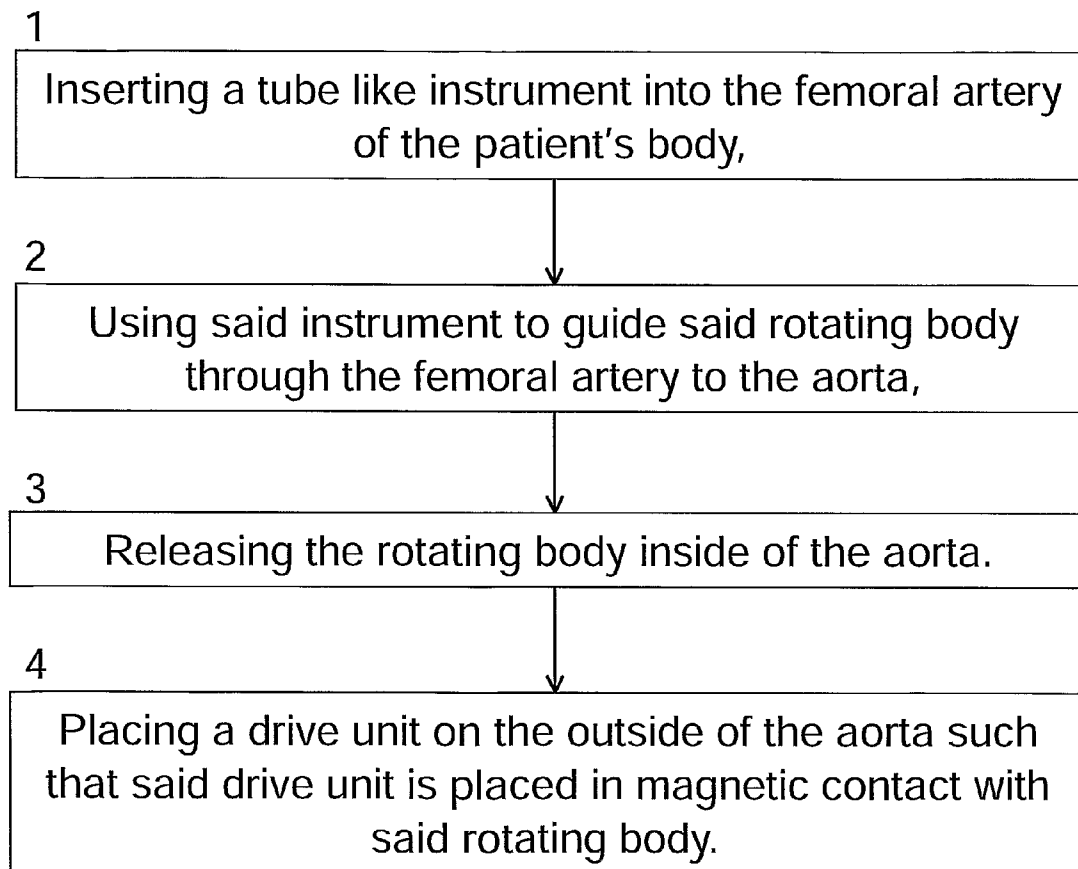 1
Inserting a tube like instrument into the femoral artery
of the patient's body,
2
Using said instrument to guide said rotating body
through the femoral artery to the aorta,
3
Releasing the rotating body inside of the aorta.
4
Placing a drive unit on the outside of the aorta such
that said drive unit is placed in magnetic contact with
said rotating body.